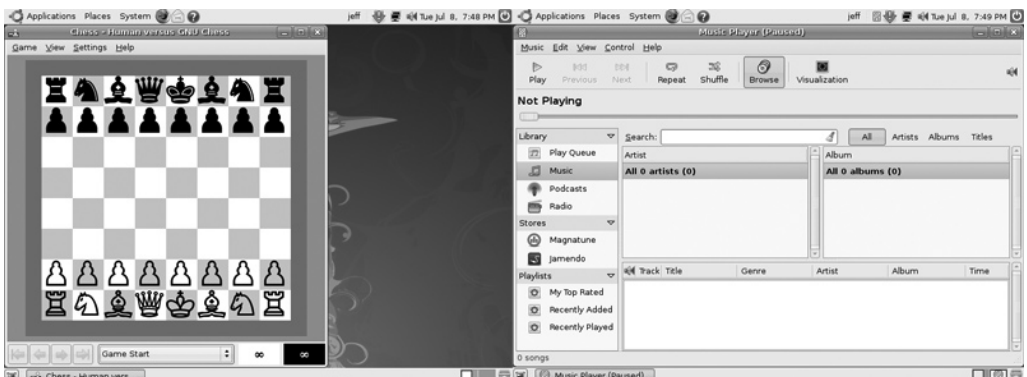 Applications Places System jeff Tue Jul 8, 7:48 PM
Chess - Human versus GNU Chess
Game View Settings Help
Game Start
∞ ∞
Chess - Human vers...
Applications Places System jeff Tue Jul 8, 7:49 PM
Music Player (Paused)
Music Edit View Control Help
Play Previous Next Repeat Shuffle Browse Visualization
Not Playing
Library
Play Queue
Music
Podcasts
Radio
Stores
Magnatune
Jamendo
Playlists
My Top Rated
Recently Added
Recently Played
Search: All Artists Albums Titles
Artist Album
All 0 artists (0) All 0 albums (0)
Track Title Genre Artist Album Time
0 songs
Music Player (Paused)